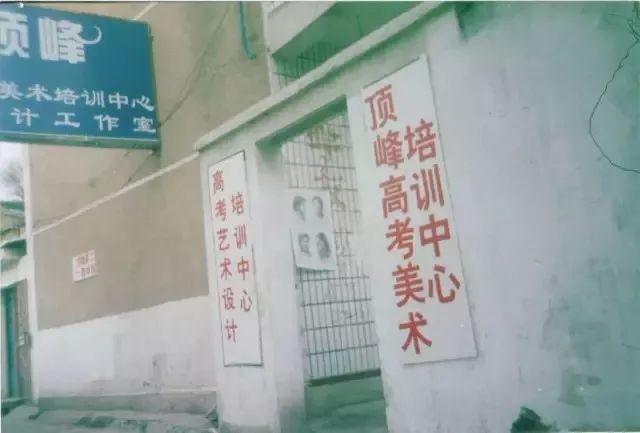 顶峰
美术培训中心
计工作室
高考艺术设计
培训中心
顶峰高考美术
培训中心